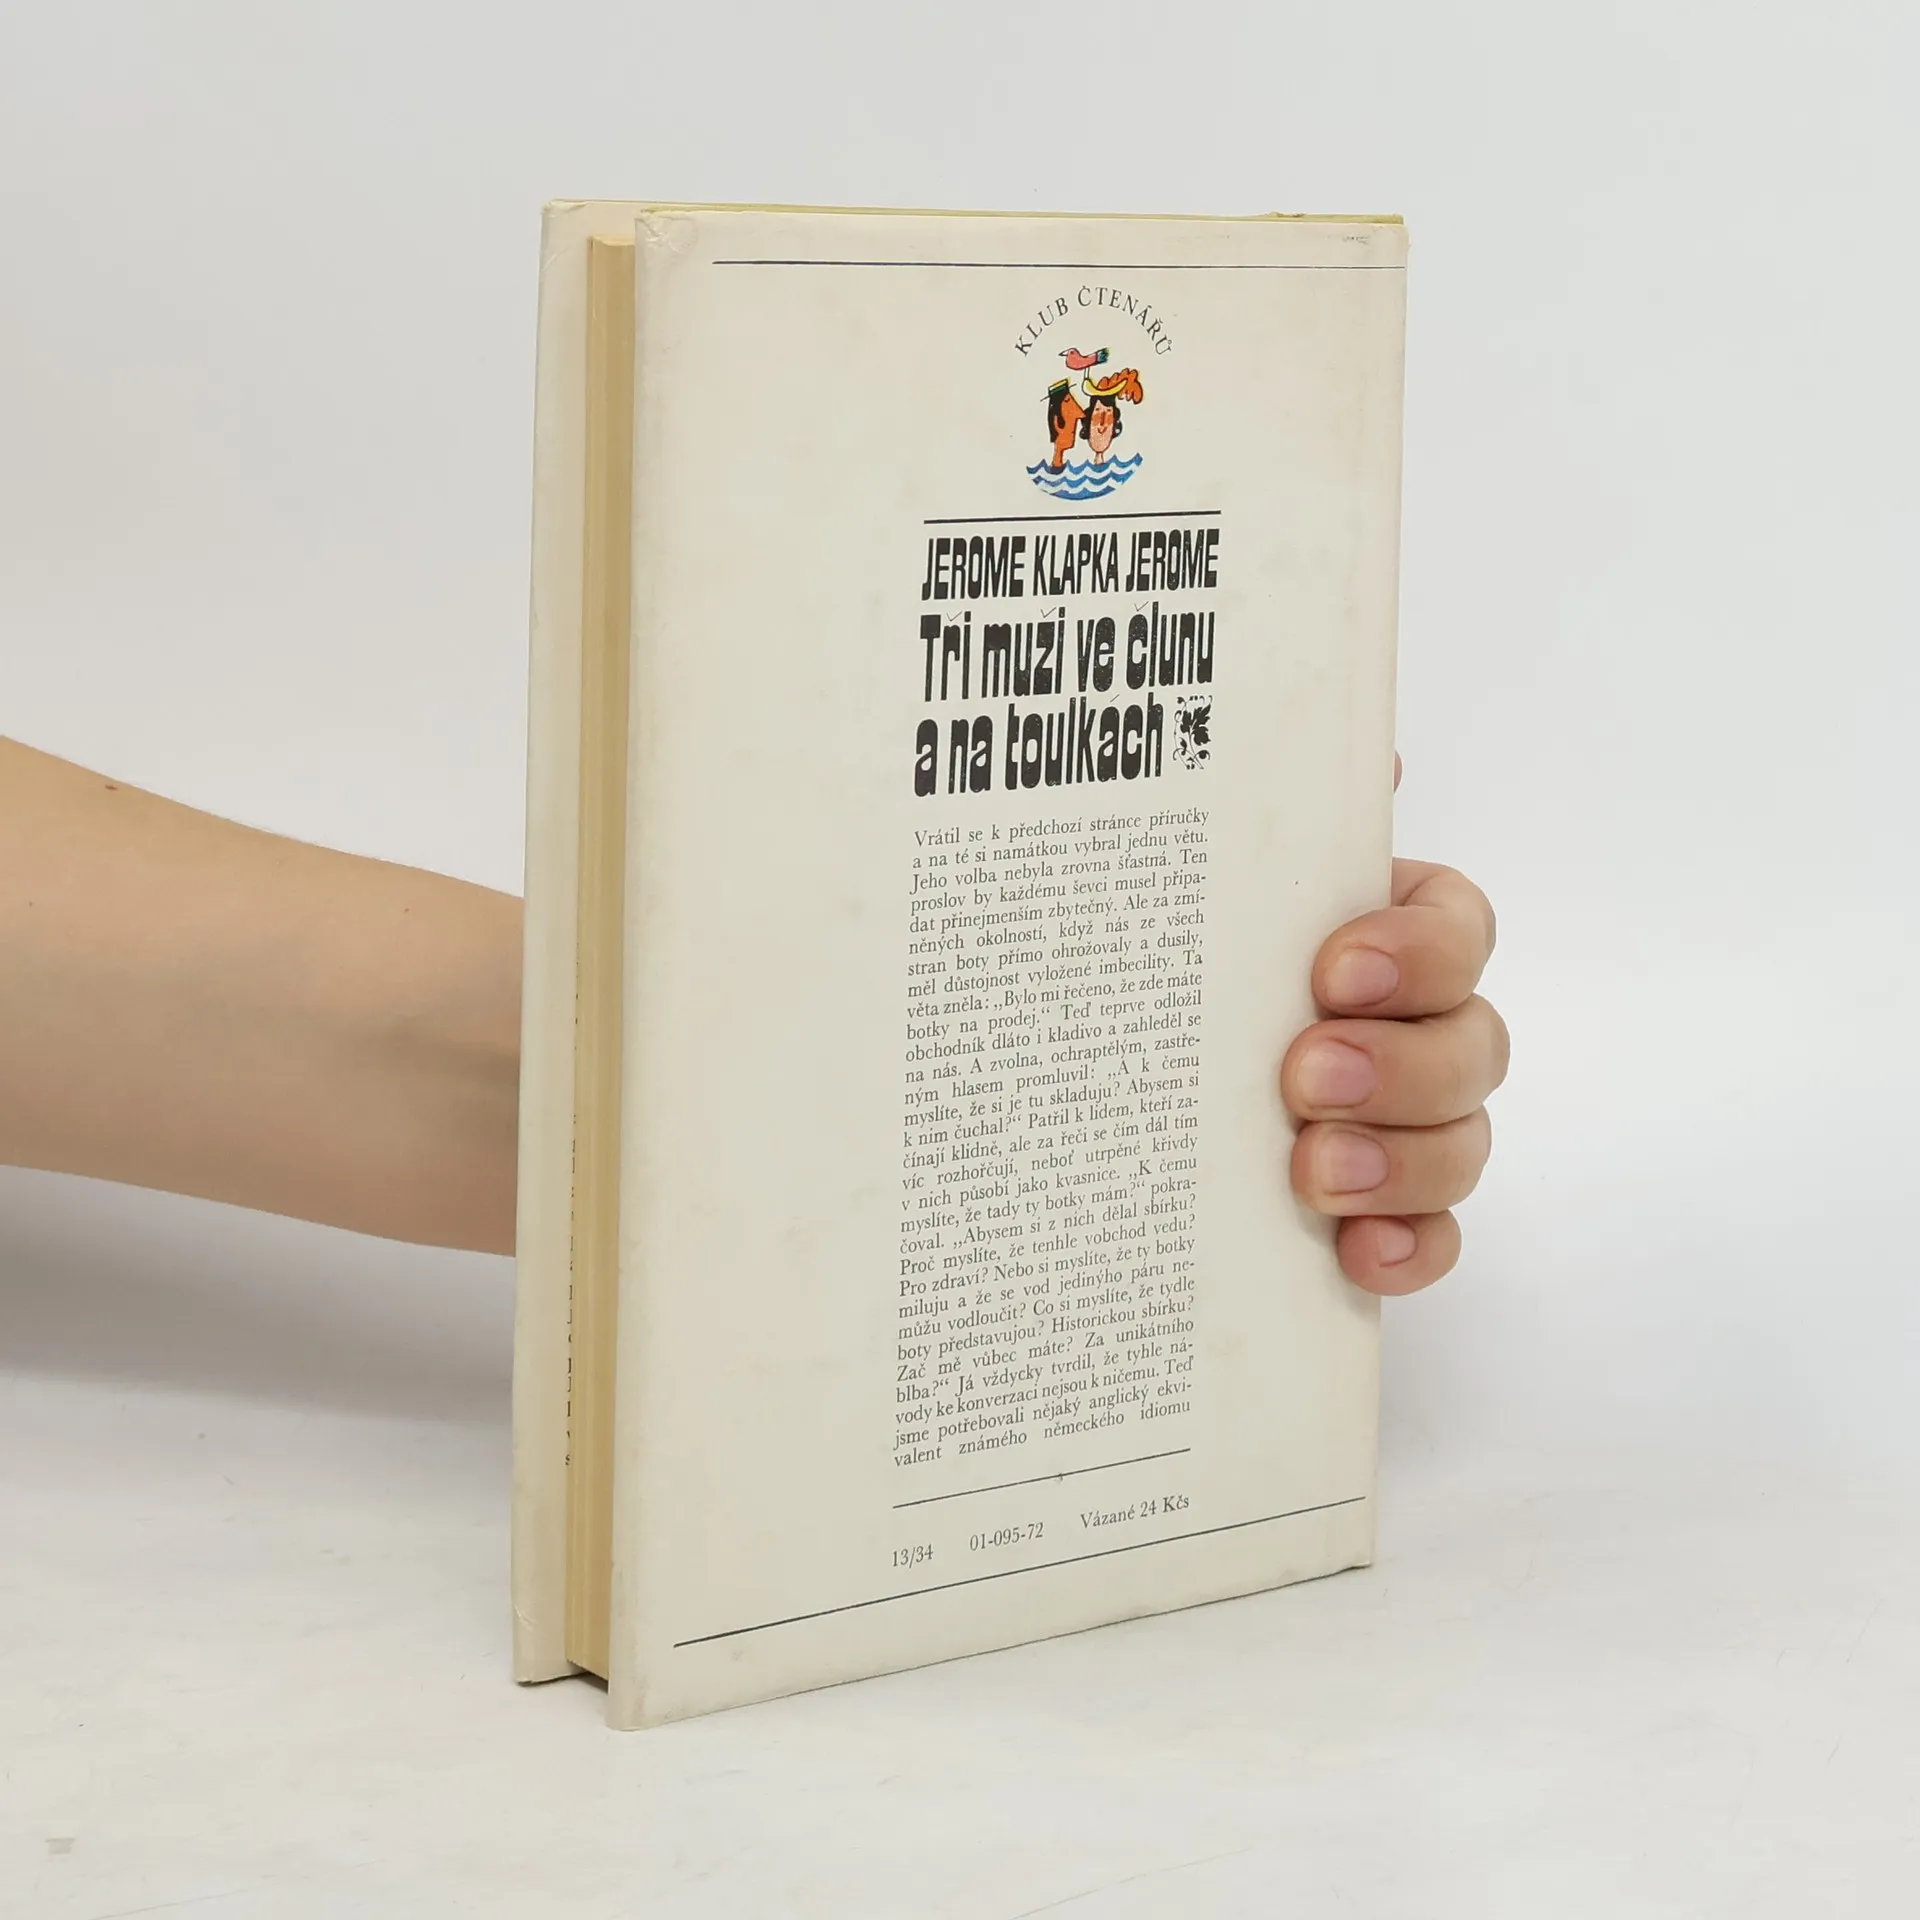 KLUB ČTENÁŘŮ
JEROME KLAPKA JEROME
Tři muži ve člunu
a na toulkách
Vrátil se k předchozí stránce příručky
a na té si namátkou vybral jednu větu.
Jeho volba nebyla zrovna šťastná. Ten
proslov by každému ševci musel připa-
dat přinejmenším zbytečný. Ale za zmí-
něných okolností, když nás ze všech
stran boty přímo ohrožovaly a dusily,
měl důstojnost vyložené imbecility. Ta
věta zněla: „Bylo mi řečeno, že zde máte
botky na prodej.“ Teď teprve odložil
obchodník dláto i kladivo a zahleděl se
na nás. A zvolna, ochraptělým, zastře-
ným hlasem promluvil: „A k čemu
myslíte, že si je tu skladuju? Abysem si
k nim čuchal?“ Patřil k lidem, kteří za-
čínají klidně, ale za řeči se čím dál tím
víc rozhořčují, neboť utrpěné křivdy
v nich působí jako kvasnice. „K čemu
myslíte, že tady ty botky mám?“ pokra-
čoval. „Abysem si z nich dělal sbírku?
Proč myslíte, že tenhle vobchod vedu?
Pro zdraví? Nebo si myslíte, že ty botky
miluju a že se vod jedinýho páru ne-
můžu vodloučit? Co si myslíte, že tydle
boty představujou? Historickou sbírku?
Zač mě vůbec máte? Za unikátního
blba?“ Já vždycky tvrdil, že tyhle ná-
vody ke konverzaci nejsou k ničemu. Teď
jsme potřebovali nějaký anglický ekvi-
valent známého německého idiomu
13/34 01-095-72 Vázané 24 Kčs